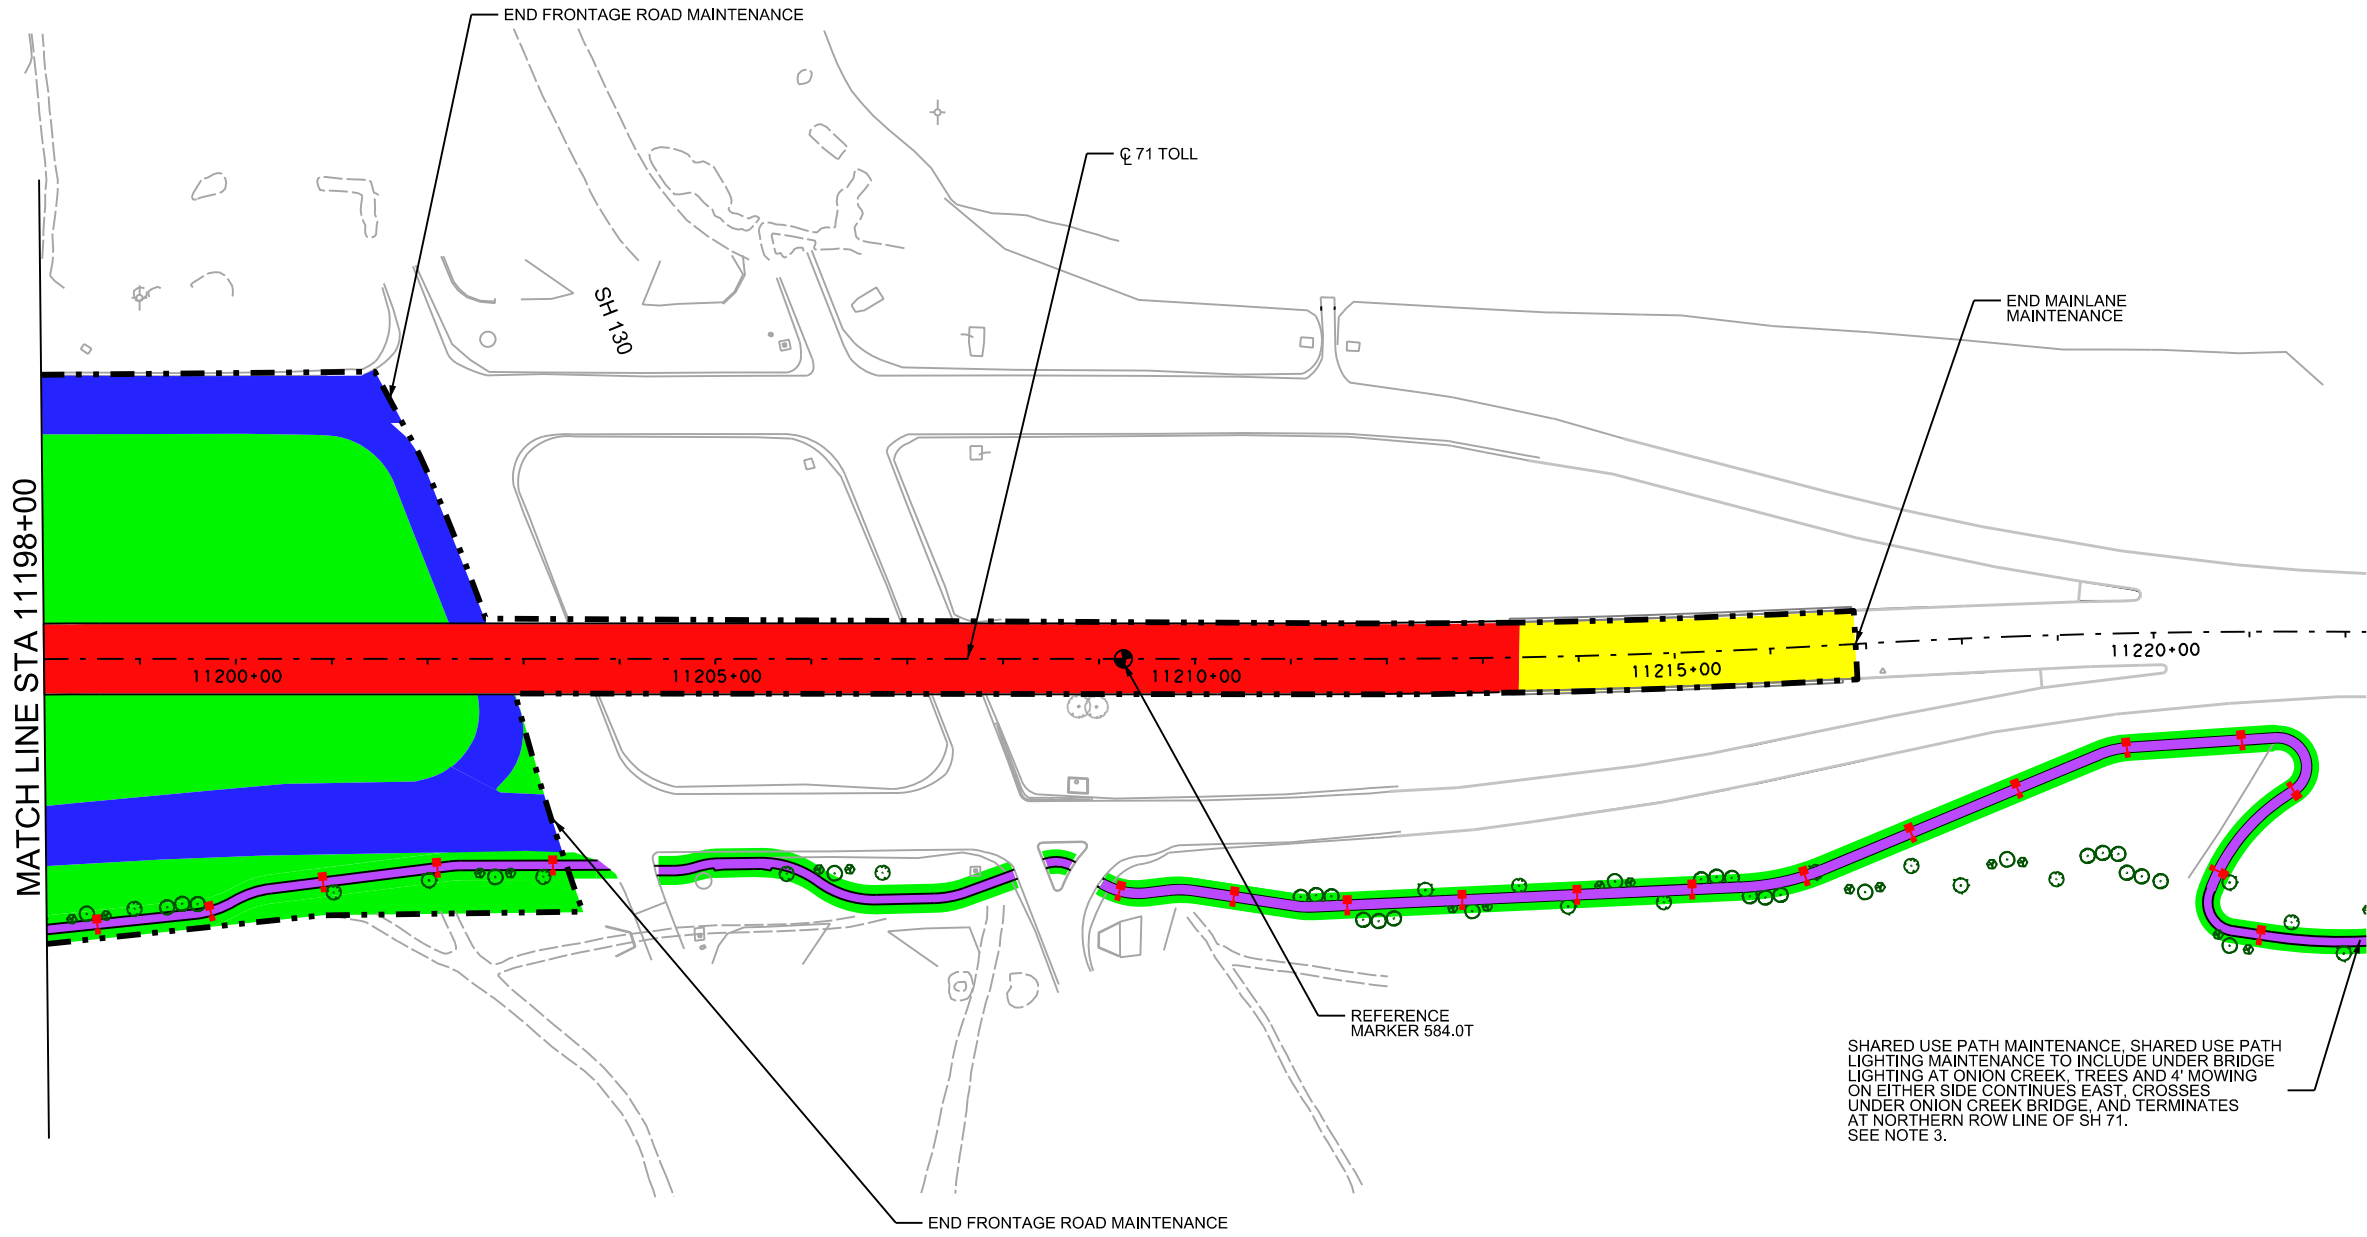 END FRONTAGE ROAD MAINTENANCE
℄ 71 TOLL
SH 130
END MAINLANE
MAINTENANCE
MATCH LINE STA 11198+00
11200+00
11205+00
11210+00
11215+00
11220+00
REFERENCE
MARKER 584.0T
SHARED USE PATH MAINTENANCE, SHARED USE PATH
LIGHTING MAINTENANCE TO INCLUDE UNDER BRIDGE
LIGHTING AT ONION CREEK, TREES AND 4' MOWING
ON EITHER SIDE CONTINUES EAST, CROSSES
UNDER ONION CREEK BRIDGE, AND TERMINATES
AT NORTHERN ROW LINE OF SH 71.
SEE NOTE 3.
END FRONTAGE ROAD MAINTENANCE